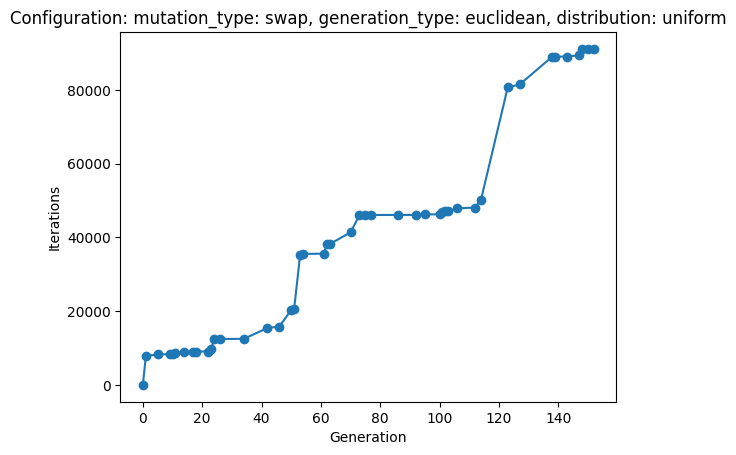 Configuration: mutation_type: swap, generation_type: euclidean, distribution: uniform
80000
60000
40000
20000
0
Iterations
0 20 40 60 80 100 120 140
Generation